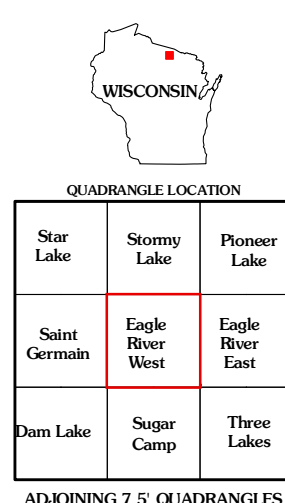 WISCONSIN
QUADRANGLE LOCATION
Star
Lake
Stormy
Lake
Pioneer
Lake
Saint
Germain
Eagle
River
West
Eagle
River
East
Dam Lake
Sugar
Camp
Three
Lakes
ADJOINING 7.5' QUADRANGLES